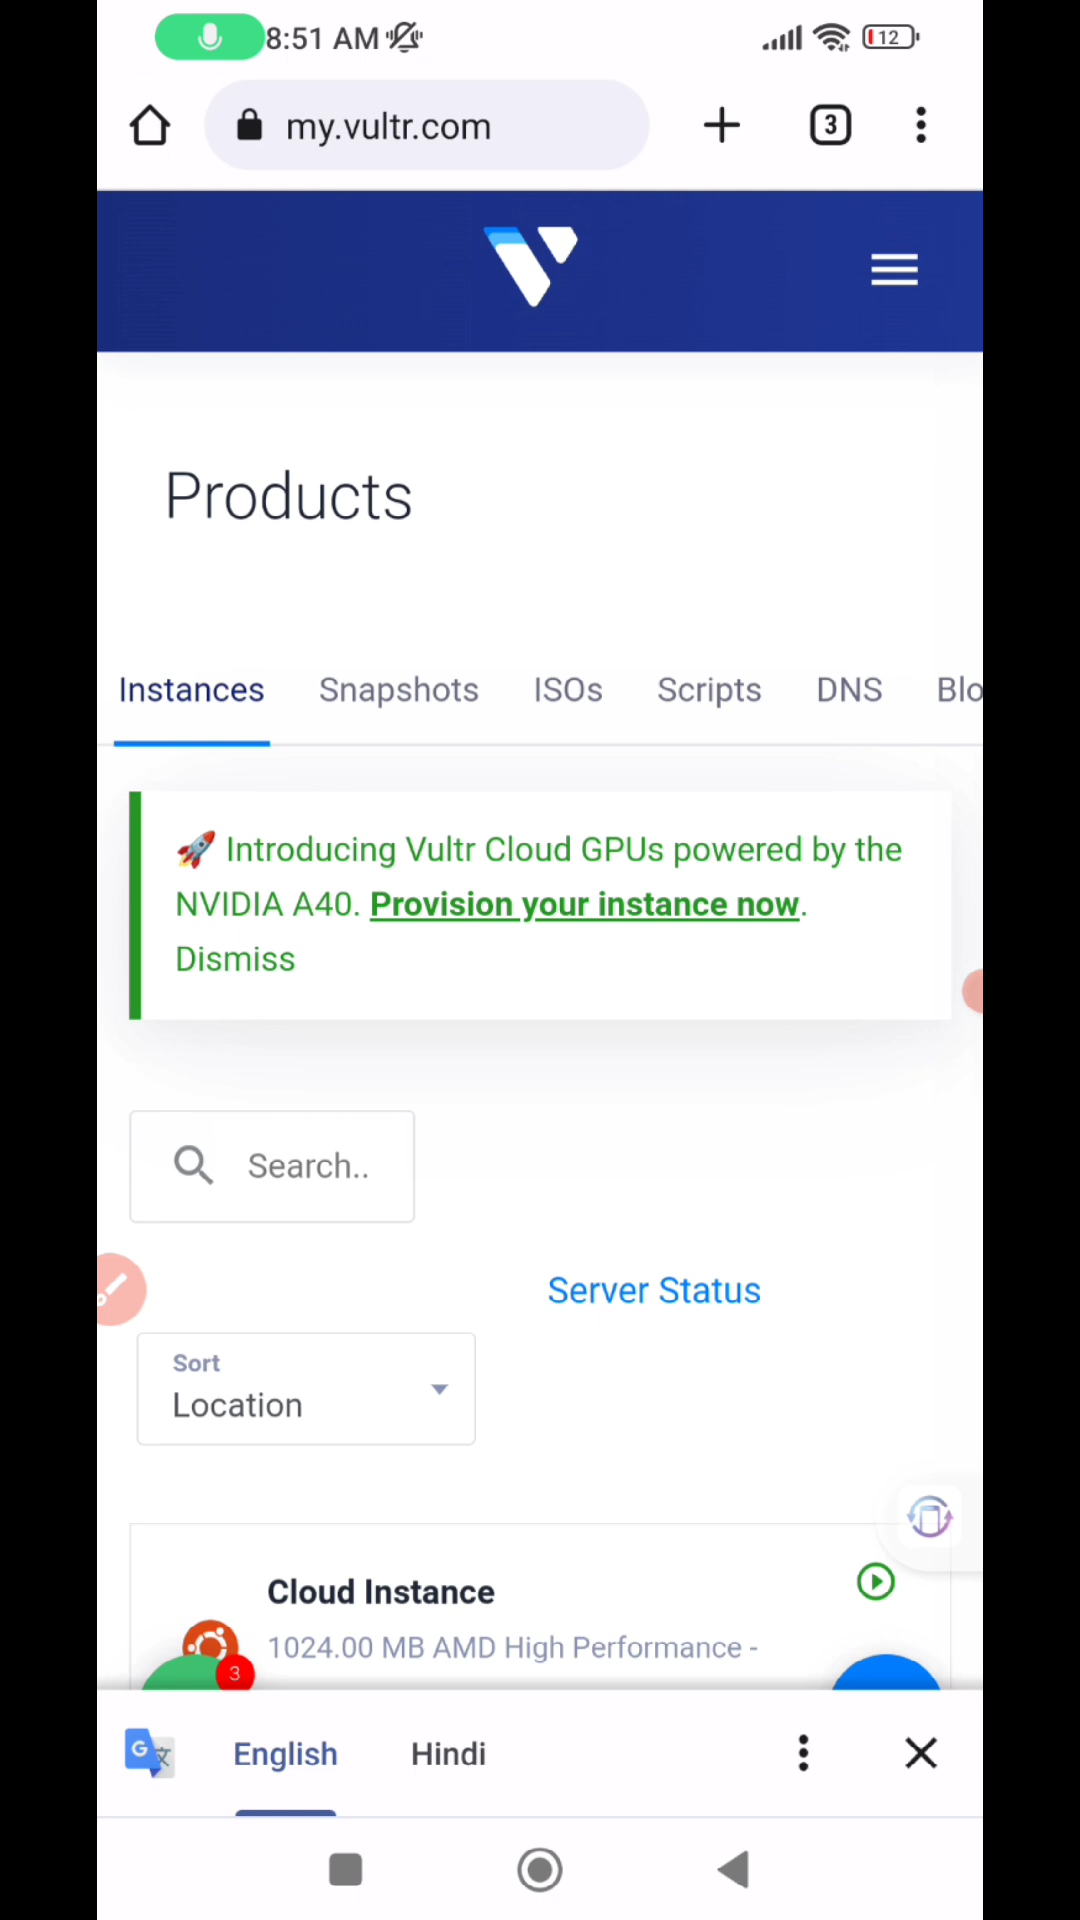 8:51 AM
12
my.vultr.com
3
Products
Instances Snapshots ISOs Scripts DNS Blo
🚀 Introducing Vultr Cloud GPUs powered by the
NVIDIA A40. Provision your instance now.
Dismiss
Search..
Server Status
Sort
Location
Cloud Instance
1024.00 MB AMD High Performance -
3
G 文
English Hindi